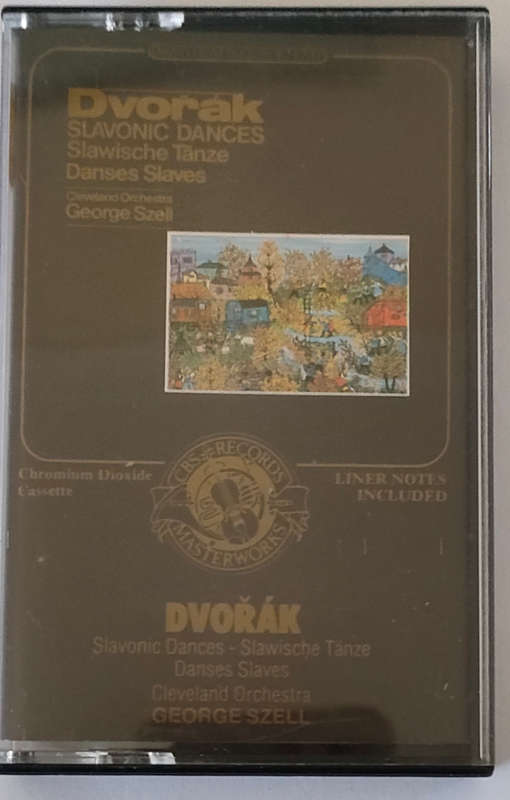 Dvořák
SLAVONIC DANCES
Slawische Tänze
Danses Slaves
Cleveland Orchestra
George Szell
Chromium Dioxide
Cassette
LINER NOTES
INCLUDED
CBS RECORDS
MASTERWORKS
DVOŘÁK
Slavonic Dances - Slawische Tänze
Danses Slaves
Cleveland Orchestra
GEORGE SZELL